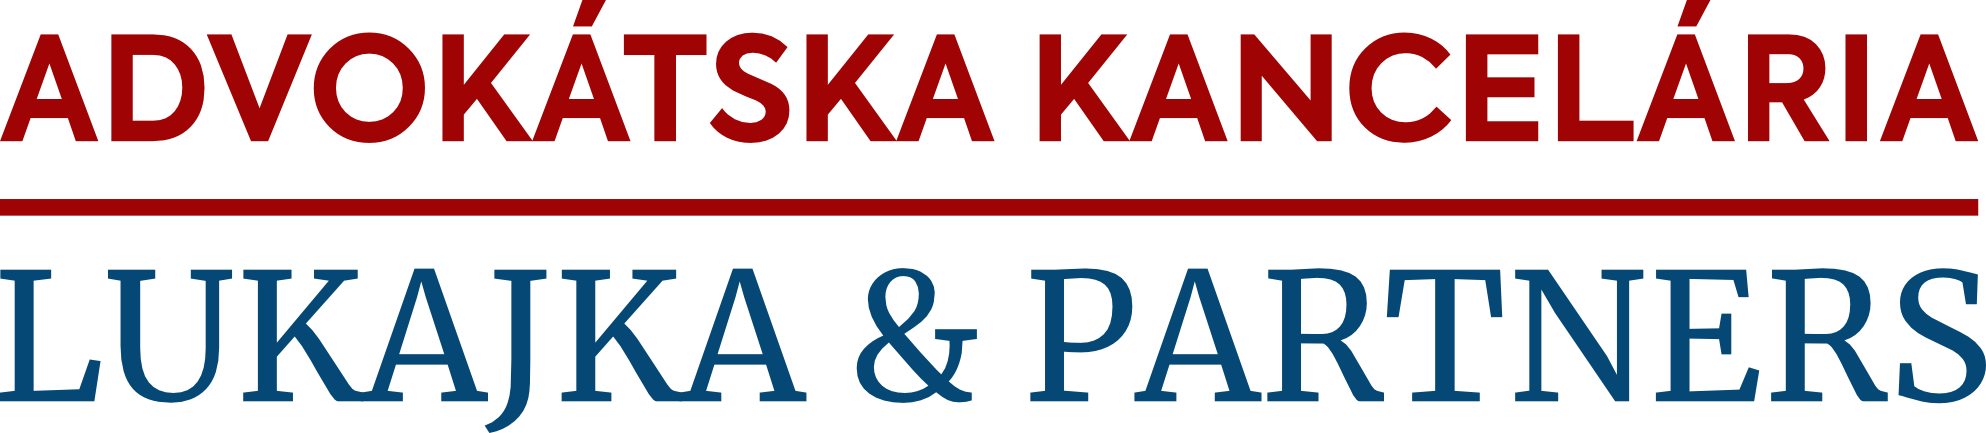 ADVOKÁTSKA KANCELÁRIA
LUKAJKA & PARTNERS